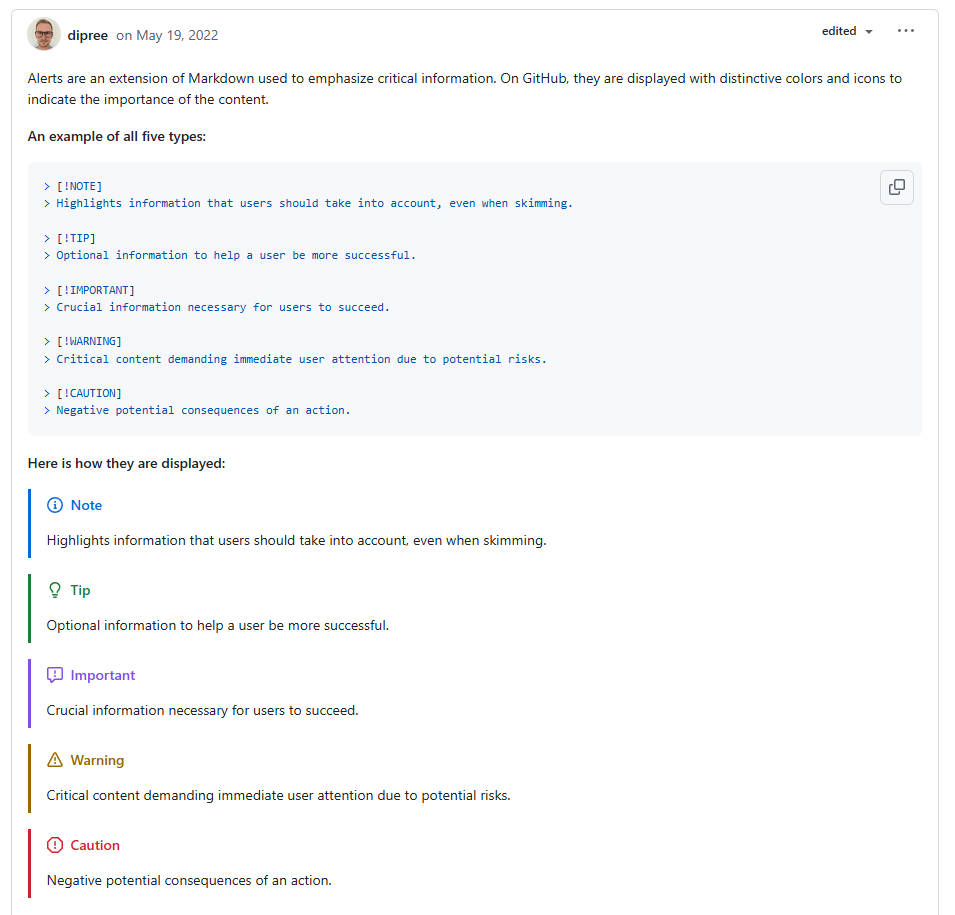 dipree on May 19, 2022 edited
Alerts are an extension of Markdown used to emphasize critical information. On GitHub, they are displayed with distinctive colors and icons to
indicate the importance of the content.
An example of all five types:
> [!NOTE]
> Highlights information that users should take into account, even when skimming.
> [!TIP]
> Optional information to help a user be more successful.
> [!IMPORTANT]
> Crucial information necessary for users to succeed.
> [!WARNING]
> Critical content demanding immediate user attention due to potential risks.
> [!CAUTION]
> Negative potential consequences of an action.
Here is how they are displayed:
Note
Highlights information that users should take into account, even when skimming.
Tip
Optional information to help a user be more successful.
Important
Crucial information necessary for users to succeed.
Warning
Critical content demanding immediate user attention due to potential risks.
Caution
Negative potential consequences of an action.